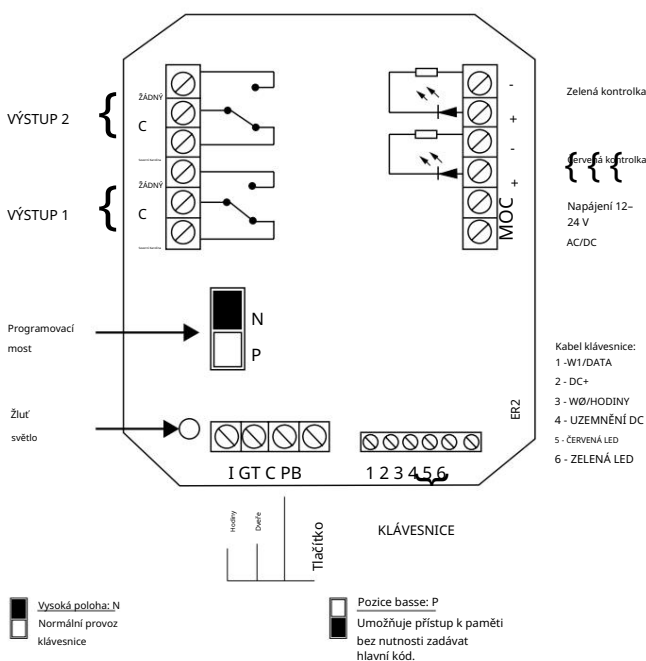 VÝSTUP 2
ŽÁDNÝ
C
VÝSTUP 1
ŽÁDNÝ
C
-
+
-
+
MOC
Zelená kontrolka
Červená kontrolka
Napájení 12–
24 V
AC/DC
Programovací
most
N
P
Žluť
světlo
ER2
Kabel klávesnice:
1 -W1/DATA
2 - DC+
3 - WØ/HODINY
4 - UZEMNĚNÍ DC
5 - ČERVENÁ LED
6 - ZELENÁ LED
I GT C PB
1 2 3 4 5 6
Hodiny
Dveře
Tlačítko
KLÁVESNICE
Vysoká poloha: N
Normální provoz
klávesnice
Pozice basse: P
Umožňuje přístup k paměti
bez nutnosti zadávat
hlavní kód.